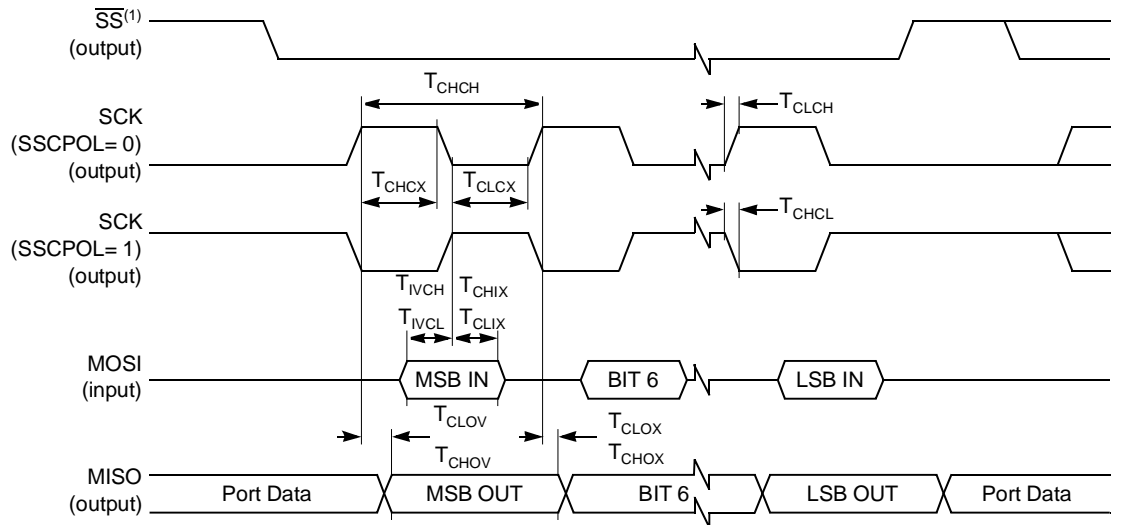 SS(1)
(output)
TCHCH
TCLCH
SCK
(SSCPOL= 0)
(output)
TCHCX
TCLCX
TCHCL
SCK
(SSCPOL= 1)
(output)
TIVCH
TCHIX
TIVCL
TCLIX
MOSI
(input)
MSB IN
BIT 6
LSB IN
TCLOV
TCLOX
TCHOV
TCHOX
MISO
(output)
Port Data
MSB OUT
BIT 6
LSB OUT
Port Data